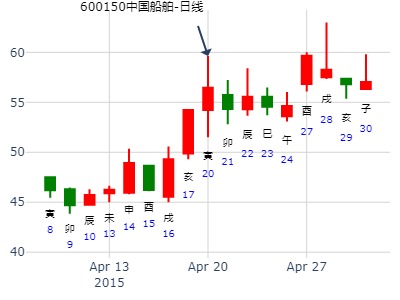 600150中国船舶-日线
60
55
50
45
40
寅
8
卯
9
辰
10
未
13
申
14
酉
15
戌
16
亥
17
寅
20
卯
21
辰
22
巳
23
午
24
酉
27
戌
28
亥
29
子
30
Apr 13
2015
Apr 20
Apr 27